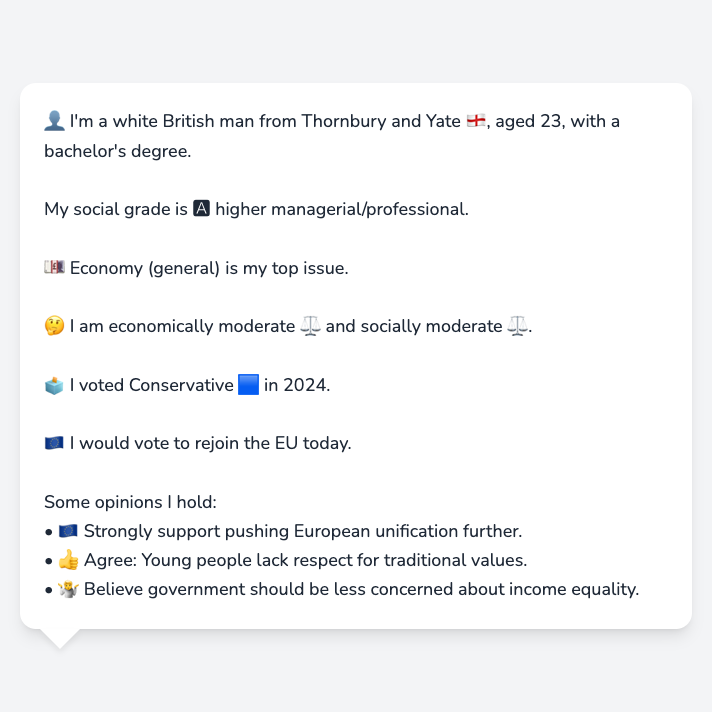 👤 I'm a white British man from Thornbury and Yate 🏴󠁧󠁢󠁥󠁮󠁧󠁿, aged 23, with a
bachelor's degree.
My social grade is 🅰 higher managerial/professional.
💷 Economy (general) is my top issue.
🤔 I am economically moderate ⚖️ and socially moderate ⚖️.
🗳️ I voted Conservative 🟦 in 2024.
🇪🇺 I would vote to rejoin the EU today.
Some opinions I hold:
• 🇪🇺 Strongly support pushing European unification further.
• 👍 Agree: Young people lack respect for traditional values.
• 🤷 Believe government should be less concerned about income equality.